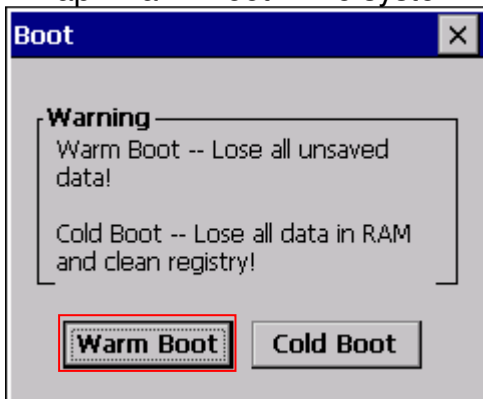 Boot
Warning
Warm Boot -- Lose all unsaved
data!
Cold Boot -- Lose all data in RAM
and clean registry!
Warm Boot
Cold Boot